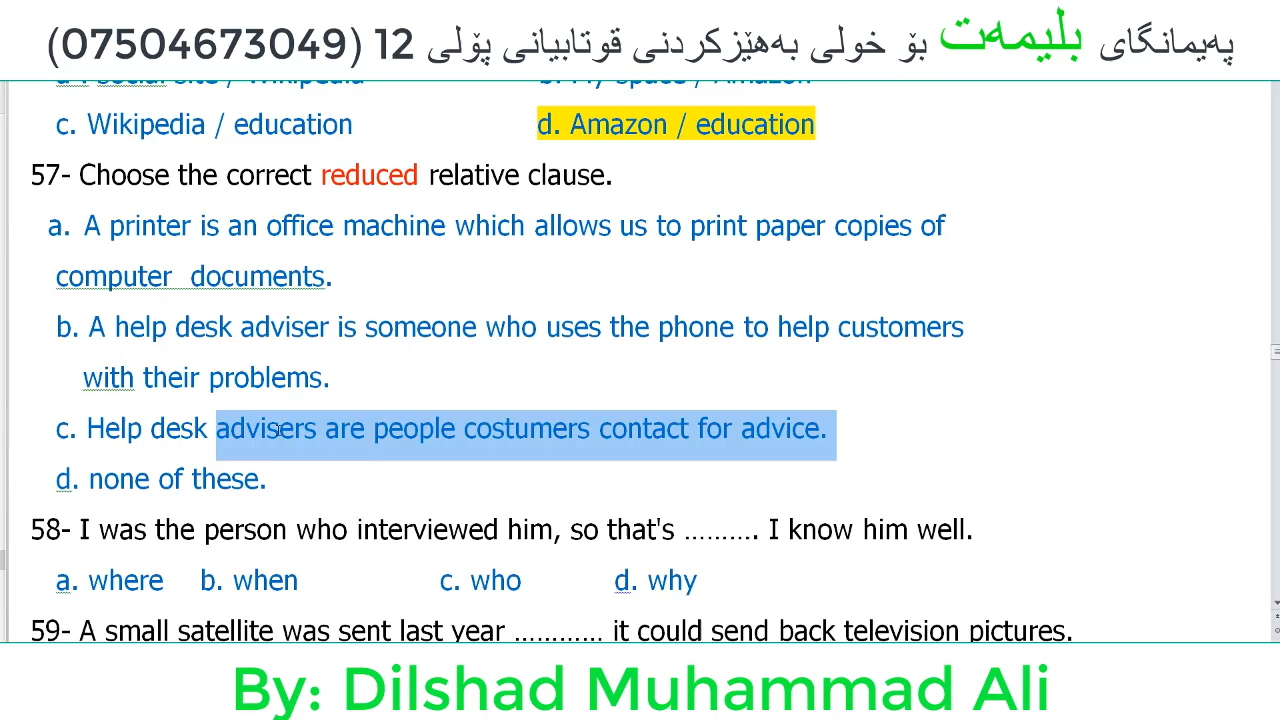 پەیمانگای بلیمەت بۆ خولی بەهێزکردنی قوتابیانی پۆلی 12 (07504673049)
c. Wikipedia / education d. Amazon / education
57- Choose the correct reduced relative clause.
a. A printer is an office machine which allows us to print paper copies of
computer documents.
b. A help desk adviser is someone who uses the phone to help customers
with their problems.
c. Help desk advisers are people costumers contact for advice.
d. none of these.
58- I was the person who interviewed him, so that's ………. I know him well.
a. where b. when c. who d. why
59- A small satellite was sent last year ………… it could send back television pictures.
By: Dilshad Muhammad Ali